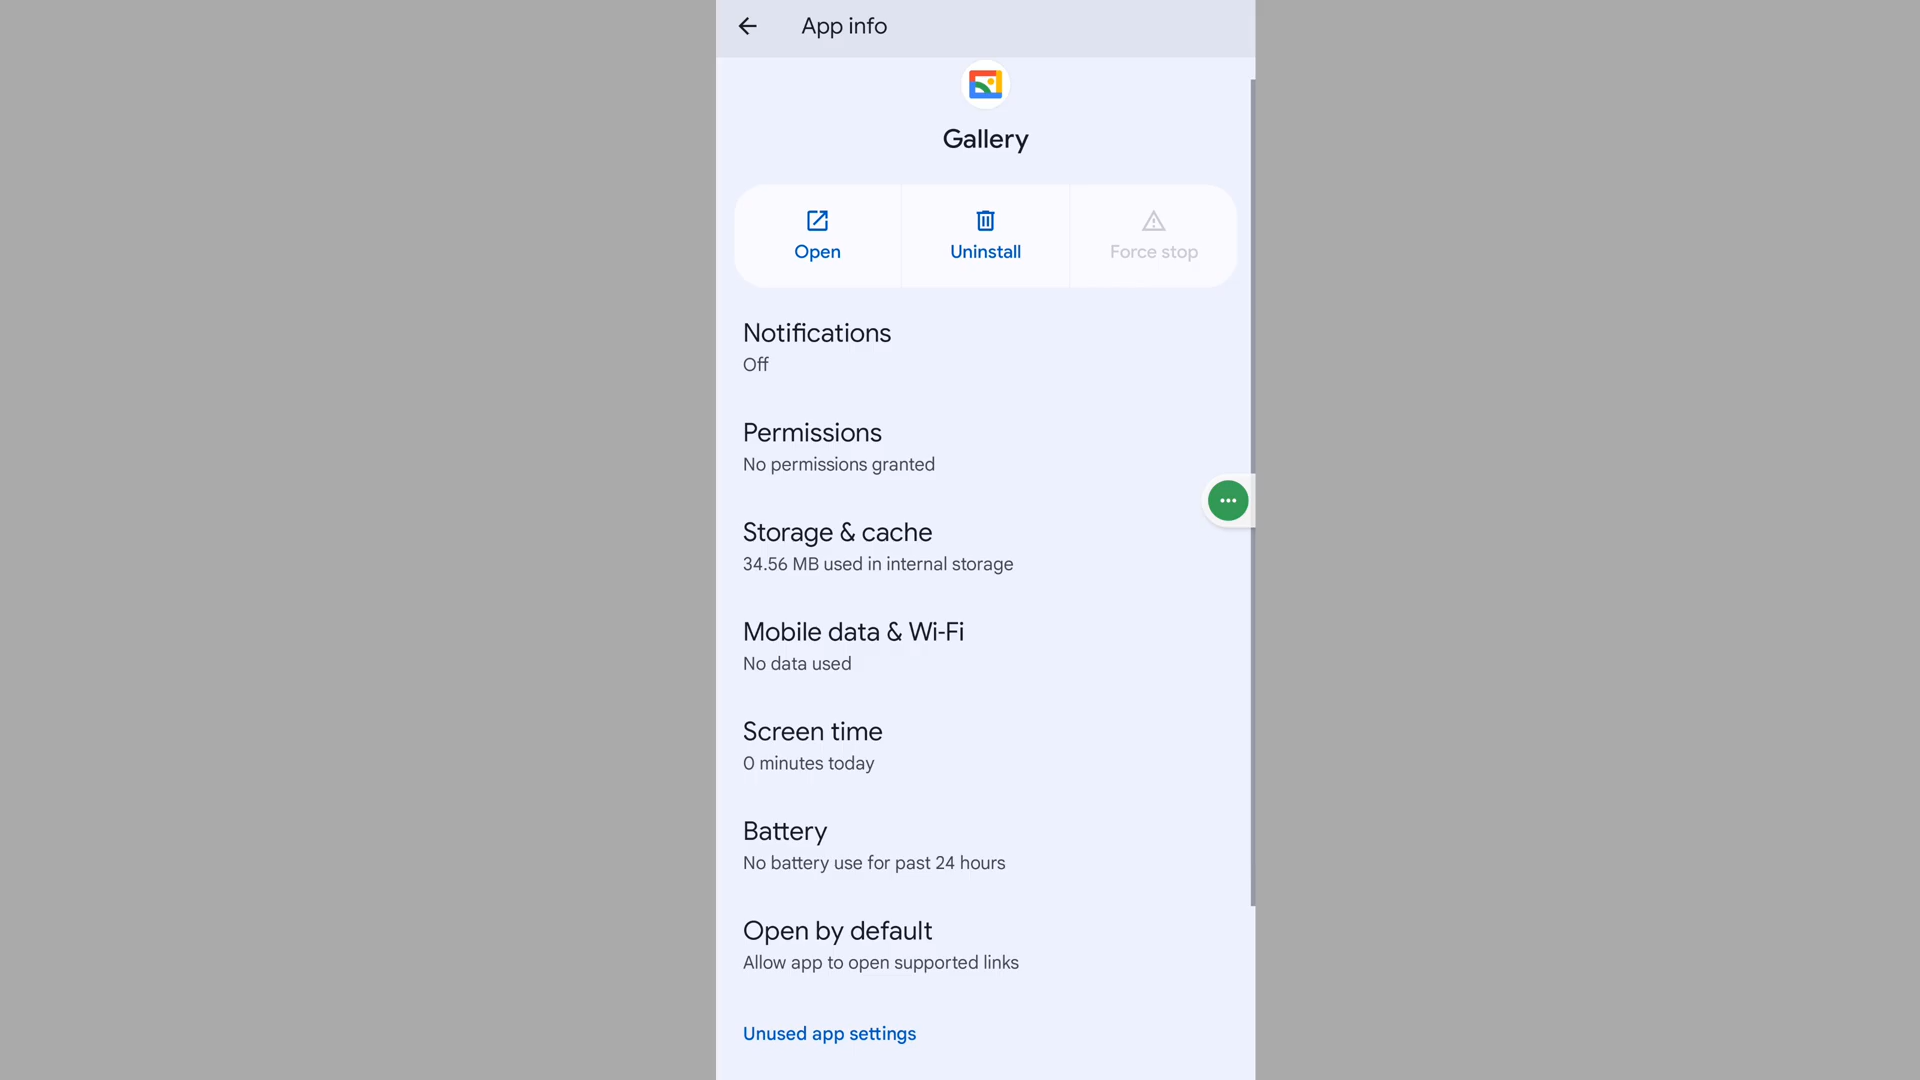 App info
Gallery
Open
Uninstall
Force stop
Notifications
Off
Permissions
No permissions granted
Storage & cache
34.56 MB used in internal storage
Mobile data & Wi-Fi
No data used
Screen time
0 minutes today
Battery
No battery use for past 24 hours
Open by default
Allow app to open supported links
Unused app settings